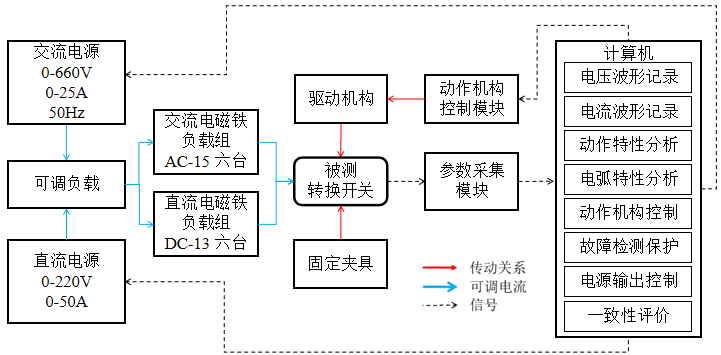 交流电源
0-660V
0-25A
50Hz
可调负载
直流电源
0-220V
0-50A
交流电磁铁
负载组
AC-15 六台
直流电磁铁
负载组
DC-13 六台
驱动机构
被测
转换开关
固定夹具
动作机构
控制模块
参数采集
模块
传动关系
可调电流
信号
计算机
电压波形记录
电流波形记录
动作特性分析
电弧特性分析
动作机构控制
故障检测保护
电源输出控制
一致性评价